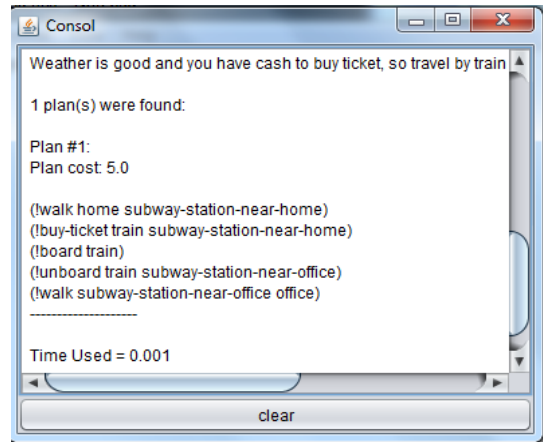 Consol
Weather is good and you have cash to buy ticket, so travel by train
1 plan(s) were found:
Plan #1:
Plan cost: 5.0
(!walk home subway-station-near-home)
(!buy-ticket train subway-station-near-home)
(!board train)
(!unboard train subway-station-near-office)
(!walk subway-station-near-office office)
--------------------
Time Used = 0.001
clear